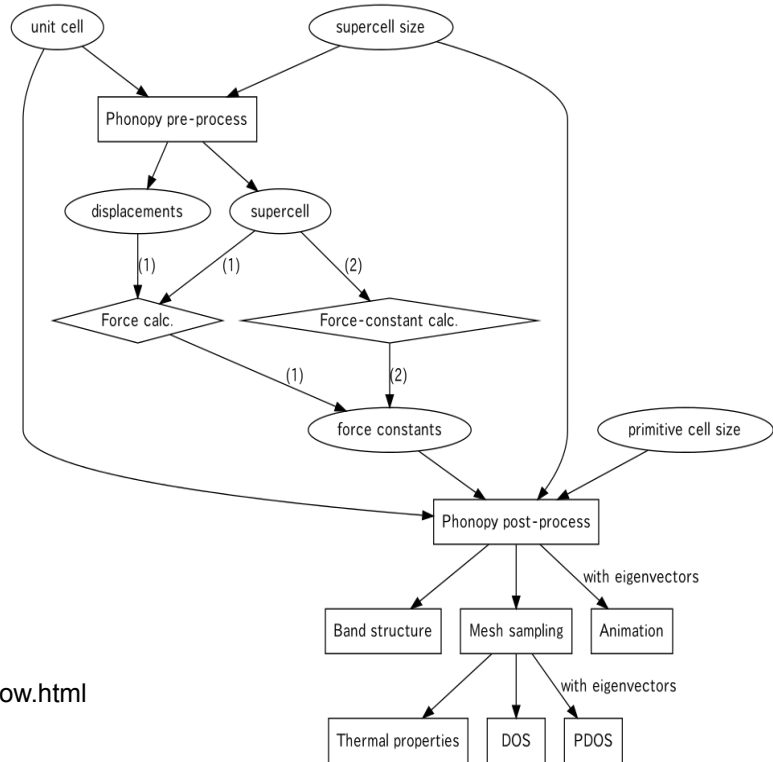 unit cell
supercell size
Phonopy pre-process
displacements
supercell
(1)
(1)
(2)
Force calc.
Force-constant calc.
(1)
(2)
force constants
primitive cell size
Phonopy post-process
with eigenvectors
Band structure
Mesh sampling
Animation
ow.html
with eigenvectors
Thermal properties
DOS
PDOS